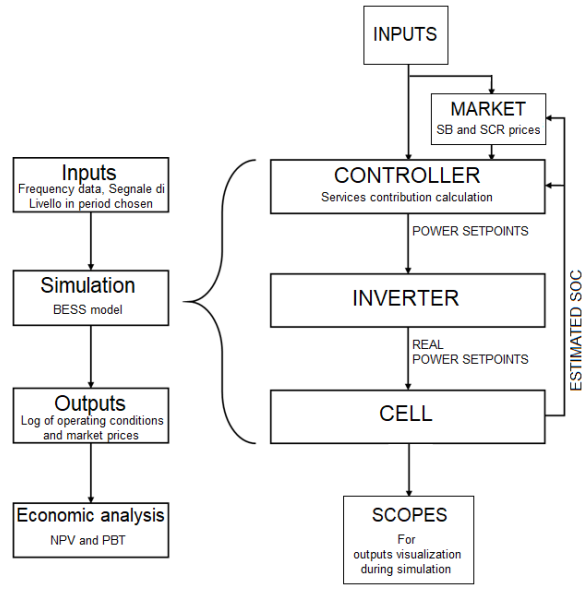 Inputs
Frequency data, Segnale di
Livello in period chosen
Simulation
BESS model
Outputs
Log of operating conditions
and market prices
Economic analysis
NPV and PBT
INPUTS
MARKET
SB and SCR prices
CONTROLLER
Services contribution calculation
POWER SETPOINTS
INVERTER
REAL
POWER SETPOINTS
CELL
ESTIMATED SOC
SCOPES
For
outputs visualization
during simulation